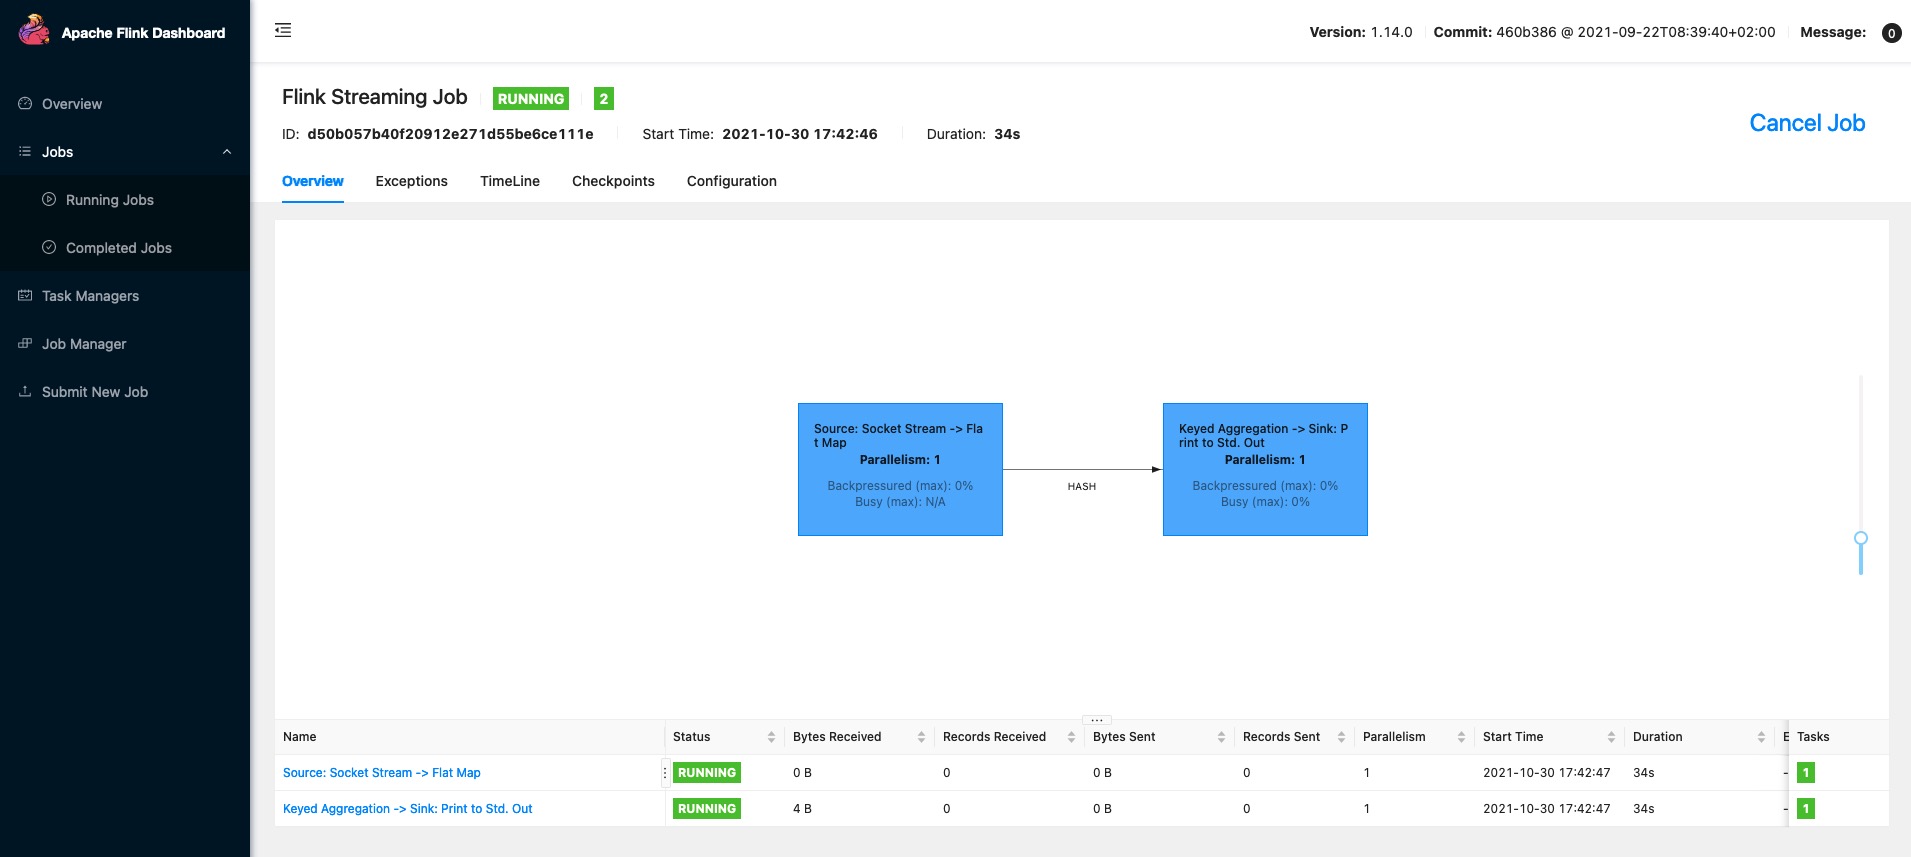 Apache Flink Dashboard
Version: 1.14.0 Commit: 460b386 @ 2021-09-22T08:39:40+02:00 Message: 0
Overview
Jobs
Running Jobs
Completed Jobs
Task Managers
Job Manager
Submit New Job
Flink Streaming Job RUNNING 2
ID: d50b057b40f20912e271d55be6ce111e Start Time: 2021-10-30 17:42:46 Duration: 34s
Cancel Job
Overview Exceptions TimeLine Checkpoints Configuration
Source: Socket Stream -> Fla
t Map
Parallelism: 1
Backpressured (max): 0%
Busy (max): N/A
HASH
Keyed Aggregation -> Sink: P
rint to Std. Out
Parallelism: 1
Backpressured (max): 0%
Busy (max): 0%
Name Status Bytes Received Records Received Bytes Sent Records Sent Parallelism Start Time Duration Tasks
Source: Socket Stream -> Flat Map RUNNING 0 B 0 0 B 0 1 2021-10-30 17:42:47 34s - 1
Keyed Aggregation -> Sink: Print to Std. Out RUNNING 4 B 0 0 B 0 1 2021-10-30 17:42:47 34s - 1